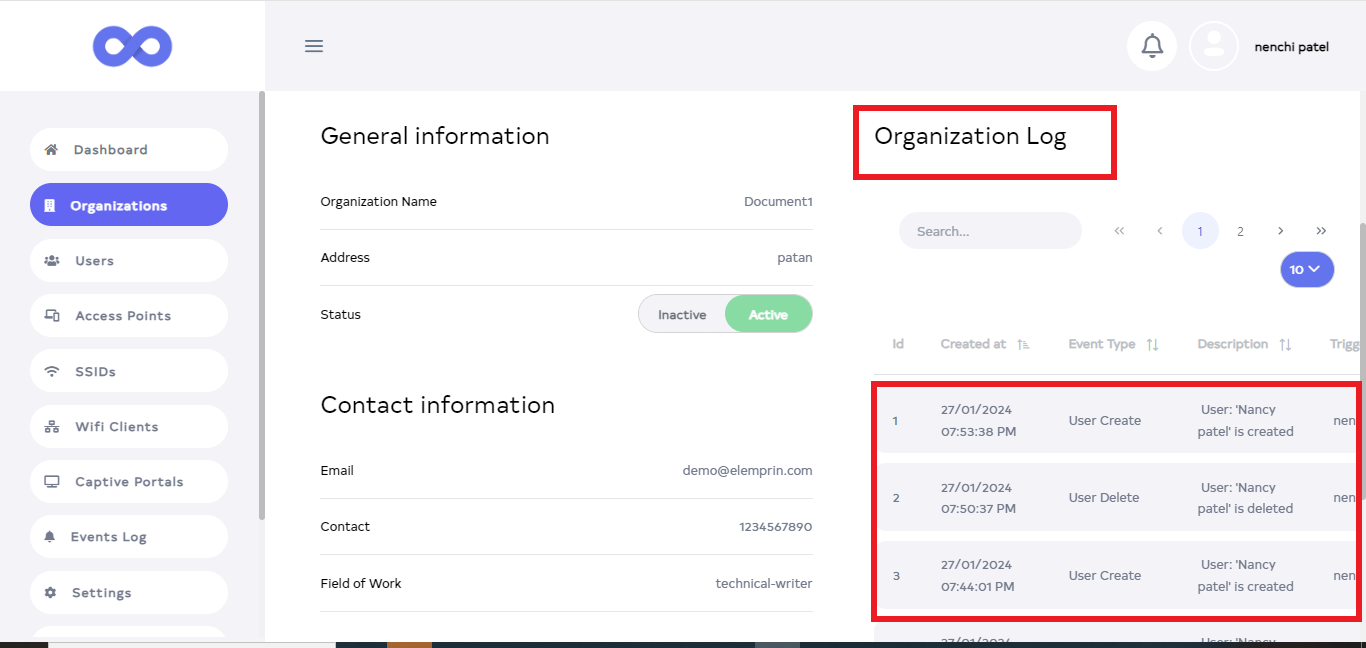 nenchi patel
Dashboard
Organizations
Users
Access Points
SSIDs
Wifi Clients
Captive Portals
Events Log
Settings
General information
Organization Name Document1
Address patan
Status Inactive Active
Contact information
Email demo@elemprin.com
Contact 1234567890
Field of Work technical-writer
Organization Log
Search... « ‹ 1 2 › »
10
Id Created at Event Type Description Trigg
1 27/01/2024 07:53:38 PM User Create User: 'Nancy patel' is created nen
2 27/01/2024 07:50:37 PM User Delete User: 'Nancy patel' is deleted nen
3 27/01/2024 07:44:01 PM User Create User: 'Nancy patel' is created nen
27/01/2024 User: 'Nancy